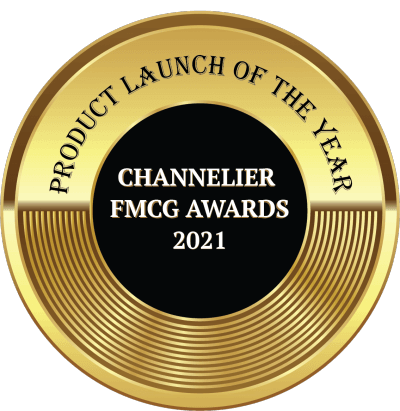 PRODUCT LAUNCH OF THE YEAR
CHANNELIER
FMCG AWARDS
2021